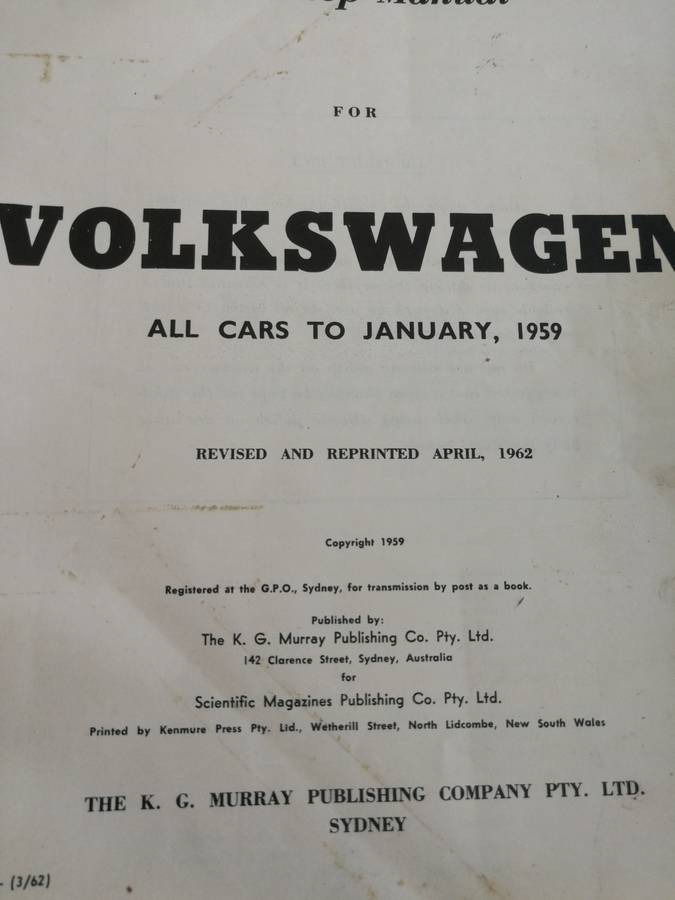 Manual
FOR
VOLKSWAGEN
ALL CARS TO JANUARY, 1959
REVISED AND REPRINTED APRIL, 1962
Copyright 1959
Registered at the G.P.O., Sydney, for transmission by post as a book.
Published by:
The K. G. Murray Publishing Co. Pty. Ltd.
142 Clarence Street, Sydney, Australia
for
Scientific Magazines Publishing Co. Pty. Ltd.
Printed by Kenmure Press Pty. Ltd., Wetherill Street, North Lidcombe, New South Wales
THE K. G. MURRAY PUBLISHING COMPANY PTY. LTD.
SYDNEY
- (3/62)